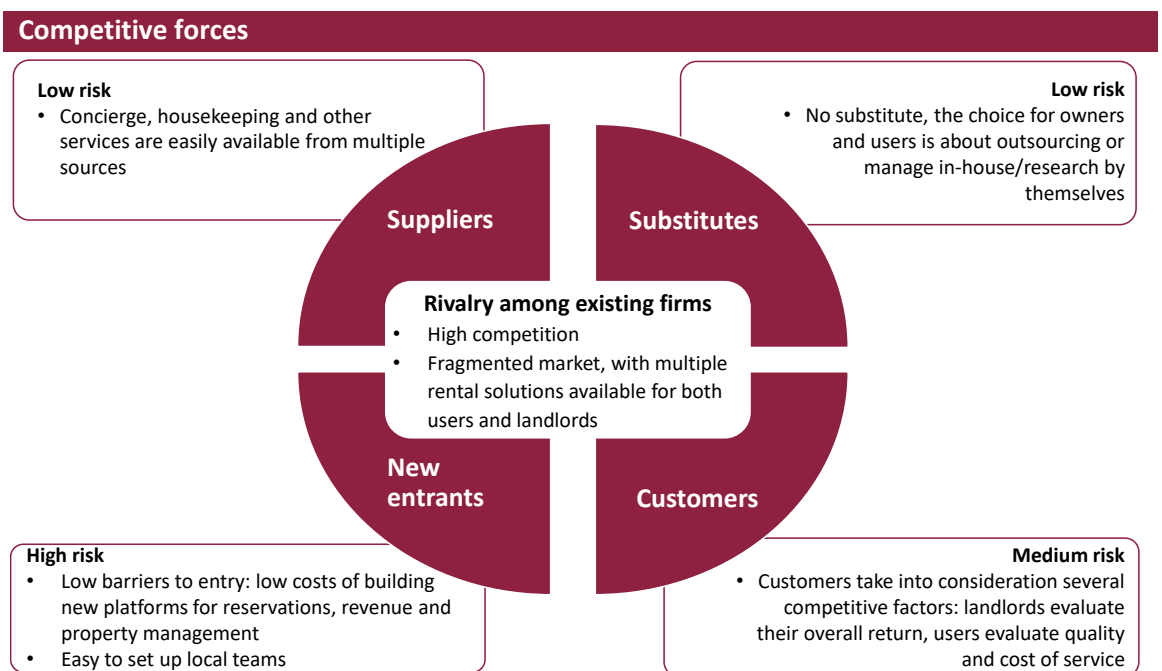 Competitive forces
Low risk
• Concierge, housekeeping and other
services are easily available from multiple
sources
Low risk
• No substitute, the choice for owners
and users is about outsourcing or
manage in-house/research by
themselves
Suppliers
Substitutes
Rivalry among existing firms
• High competition
• Fragmented market, with multiple
rental solutions available for both
users and landlords
New
entrants
Customers
High risk
• Low barriers to entry: low costs of building
new platforms for reservations, revenue and
property management
• Easy to set up local teams
Medium risk
• Customers take into consideration several
competitive factors: landlords evaluate
their overall return, users evaluate quality
and cost of service